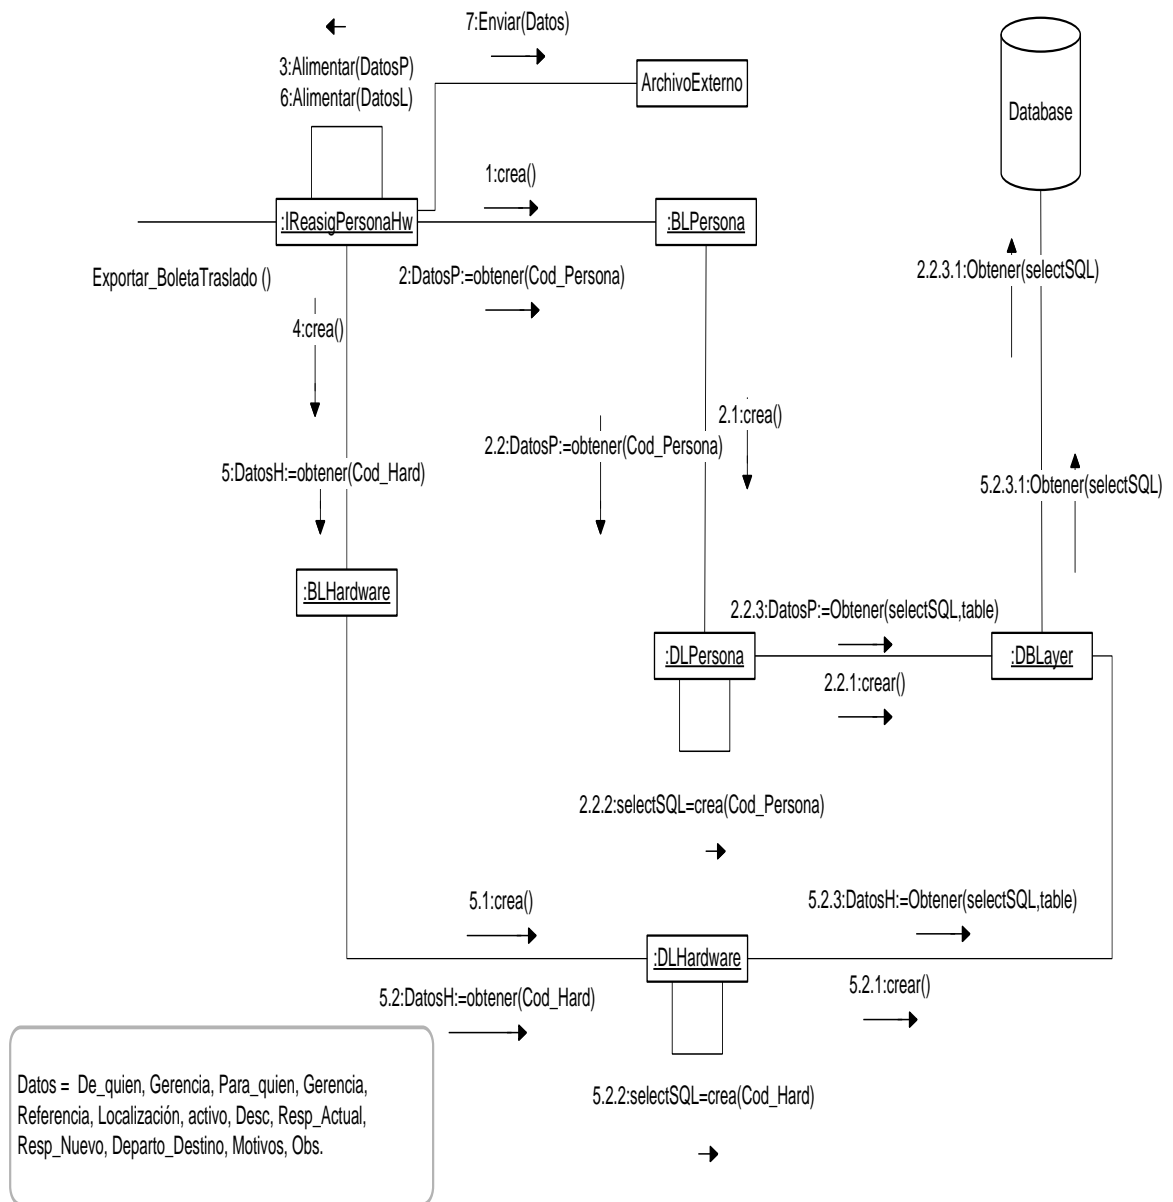 7:Enviar(Datos)
3:Alimentar(DatosP)
6:Alimentar(DatosL)
ArchivoExterno
Database
1:crea()
:IReasigPersonaHw
:BLPersona
Exportar_BoletaTraslado ()
2:DatosP:=obtener(Cod_Persona)
2.2.3.1:Obtener(selectSQL)
4:crea()
2.1:crea()
2.2:DatosP:=obtener(Cod_Persona)
5:DatosH:=obtener(Cod_Hard)
5.2.3.1:Obtener(selectSQL)
:BLHardware
2.2.3:DatosP:=Obtener(selectSQL,table)
:DLPersona
:DBLayer
2.2.1:crear()
2.2.2:selectSQL=crea(Cod_Persona)
5.1:crea()
5.2.3:DatosH:=Obtener(selectSQL,table)
:DLHardware
5.2:DatosH:=obtener(Cod_Hard)
5.2.1:crear()
5.2.2:selectSQL=crea(Cod_Hard)
Datos =  De_quien, Gerencia, Para_quien, Gerencia,
Referencia, Localización, activo, Desc, Resp_Actual,
Resp_Nuevo, Departo_Destino, Motivos, Obs.